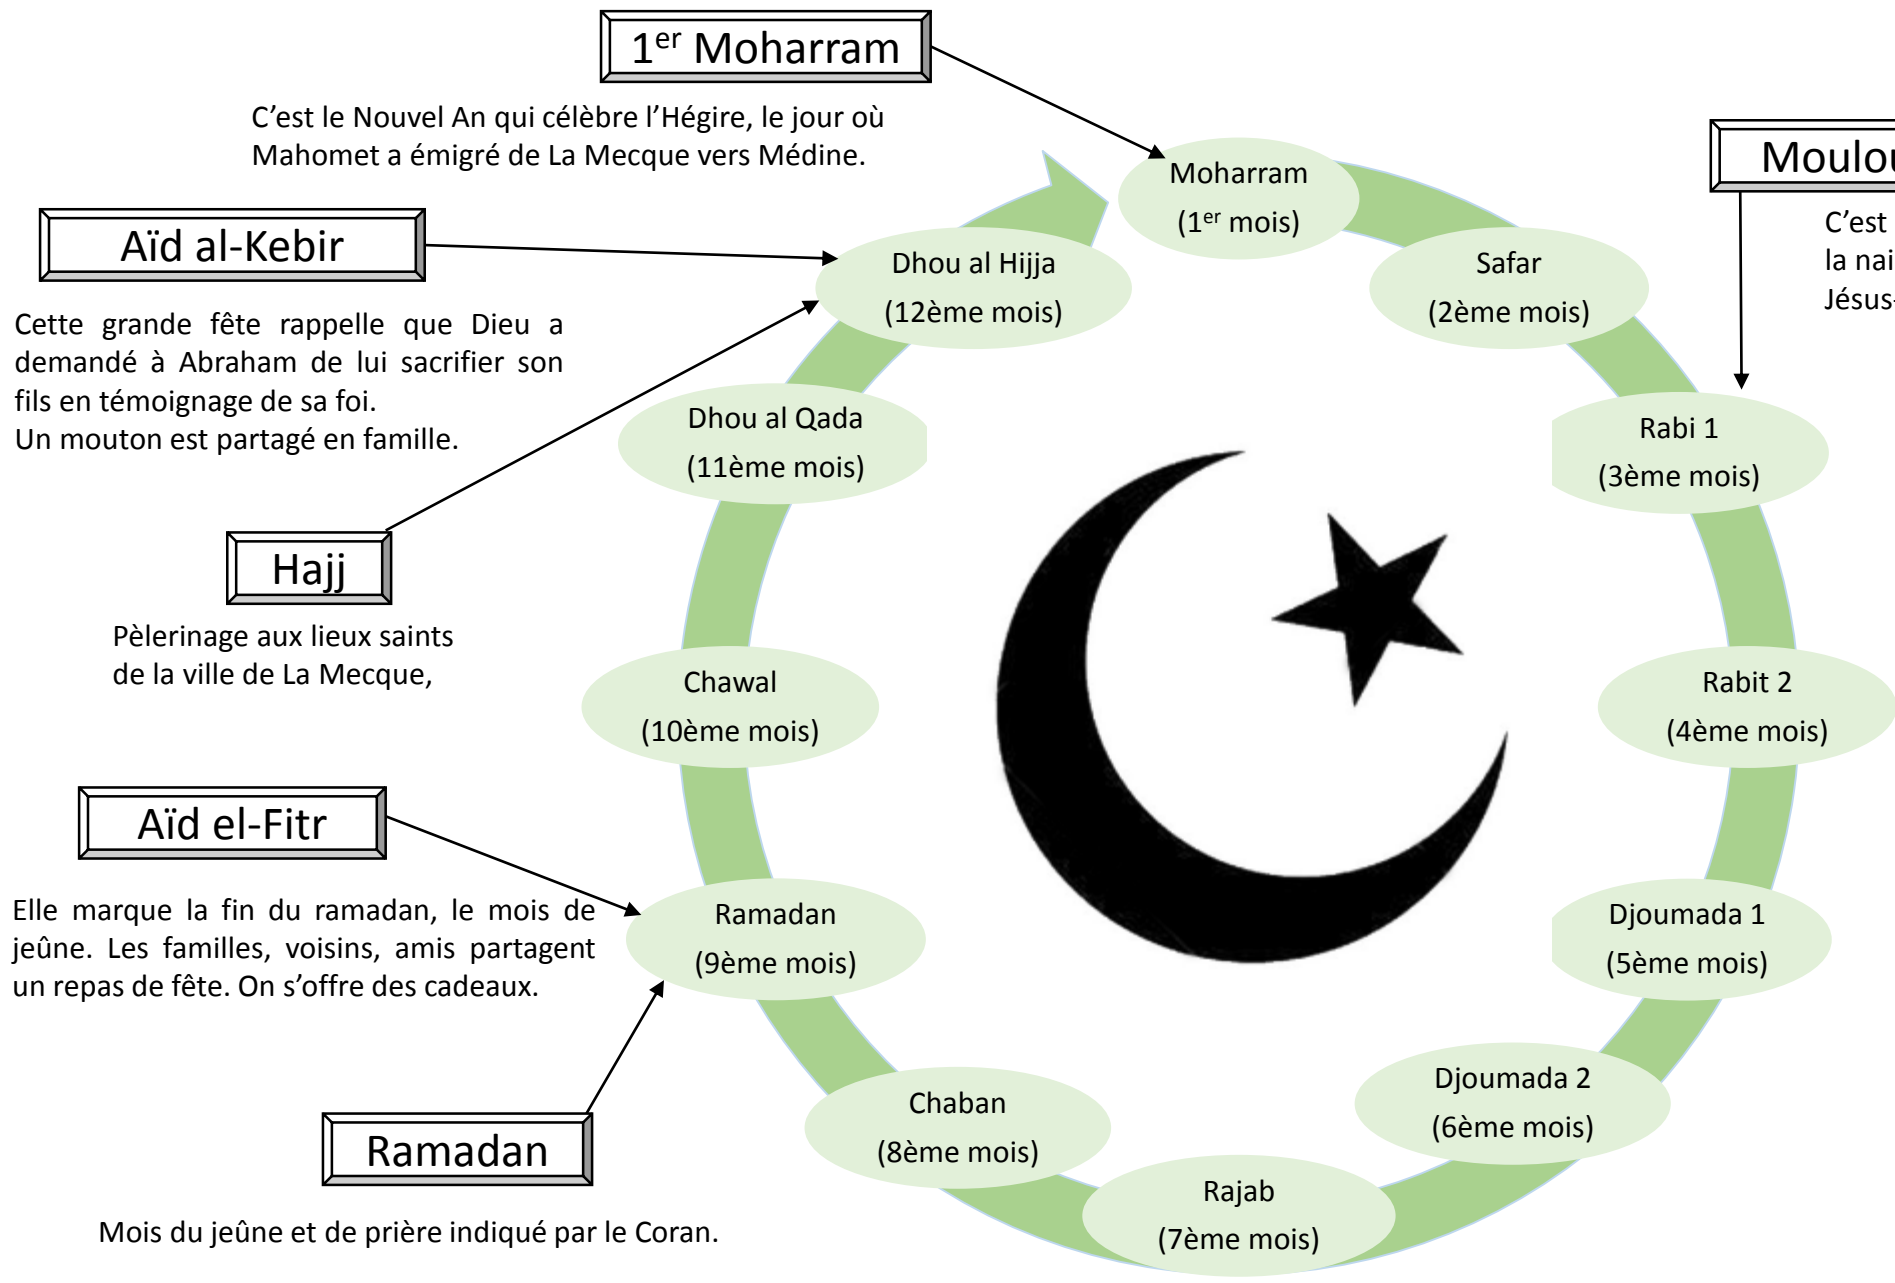 1er Moharram
C’est le Nouvel An qui célèbre l’Hégire, le jour où
Mahomet a émigré de La Mecque vers Médine.
Moulou
C’est
la nai
Jésus-
Aïd al-Kebir
Cette grande fête rappelle que Dieu a
demandé à Abraham de lui sacrifier son
fils en témoignage de sa foi.
Un mouton est partagé en famille.
Hajj
Pèlerinage aux lieux saints
de la ville de La Mecque,
Aïd el-Fitr
Elle marque la fin du ramadan, le mois de
jeûne. Les familles, voisins, amis partagent
un repas de fête. On s’offre des cadeaux.
Ramadan
Mois du jeûne et de prière indiqué par le Coran.
Moharram
(1er mois)
Safar
(2ème mois)
Rabi 1
(3ème mois)
Rabit 2
(4ème mois)
Djoumada 1
(5ème mois)
Djoumada 2
(6ème mois)
Rajab
(7ème mois)
Chaban
(8ème mois)
Ramadan
(9ème mois)
Chawal
(10ème mois)
Dhou al Qada
(11ème mois)
Dhou al Hijja
(12ème mois)